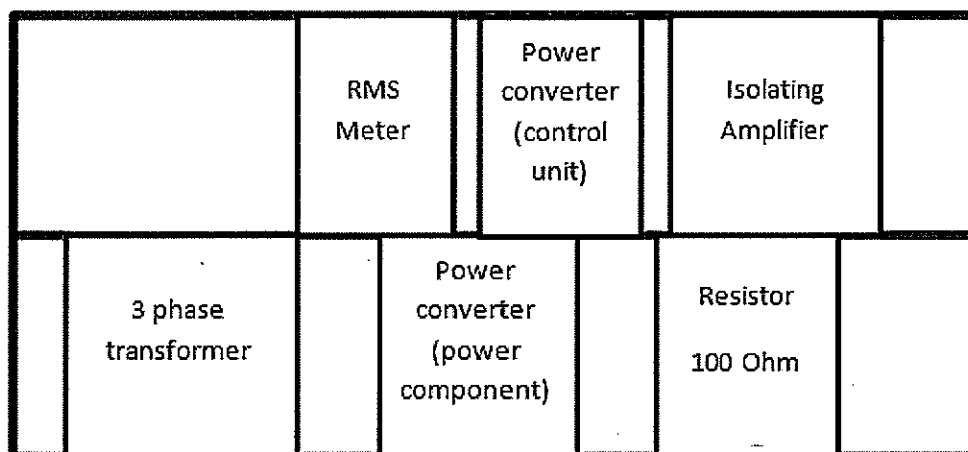 RMS
Meter
Power
converter
(control
unit)
Isolating
Amplifier
3 phase
transformer
Power
converter
(power
component)
Resistor
100 Ohm